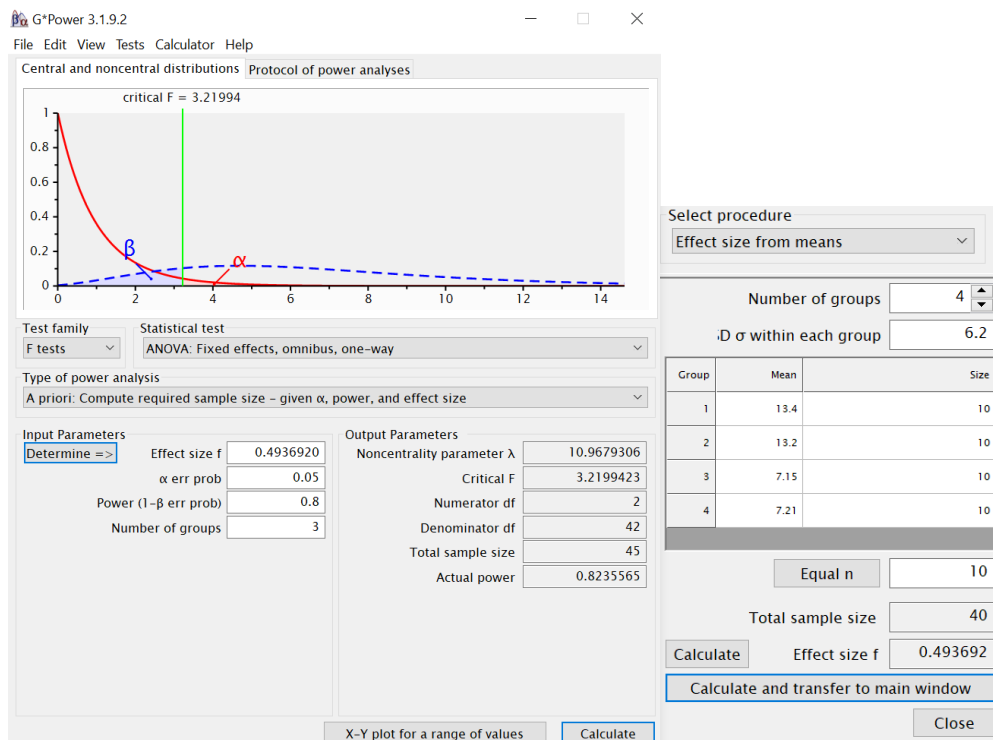 G*Power 3.1.9.2
File Edit View Tests Calculator Help
Central and noncentral distributions Protocol of power analyses
critical F = 3.21994
1
0.8
0.6
0.4
0.2
0
β
α
0 2 4 6 8 10 12 14
Test family Statistical test
F tests ANOVA: Fixed effects, omnibus, one-way
Type of power analysis
A priori: Compute required sample size – given α, power, and effect size
Input Parameters
Determine => Effect size f 0.4936920
α err prob 0.05
Power (1-β err prob) 0.8
Number of groups 3
Output Parameters
Noncentrality parameter λ 10.9679306
Critical F 3.2199423
Numerator df 2
Denominator df 42
Total sample size 45
Actual power 0.8235565
X-Y plot for a range of values Calculate
Select procedure
Effect size from means
Number of groups 4
D σ within each group 6.2
Group Mean Size
1 13.4 10
2 13.2 10
3 7.15 10
4 7.21 10
Equal n 10
Total sample size 40
Calculate Effect size f 0.493692
Calculate and transfer to main window
Close